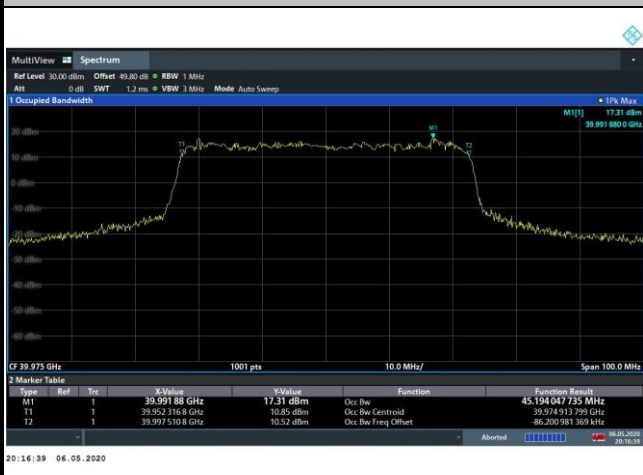 MultiView Spectrum
Ref Level 30.00 dBm Offset 49.80 dB RBW 1 MHz
Att 0 dB SWT 1.2 ms VBW 3 MHz Mode Auto Sweep
1 Occupied Bandwidth 1Pk Max
M1[1] 17.31 dBm
39.991 880 0 GHz
20 dBm
M1
T1 T2
10 dBm
0 dBm
-10 dBm
-20 dBm
-30 dBm
-40 dBm
-50 dBm
-60 dBm
CF 39.975 GHz 1001 pts 10.0 MHz/ Span 100.0 MHz
2 Marker Table
Type Ref Trc X-Value Y-Value Function Function Result
M1 1 39.991 88 GHz 17.31 dBm Occ Bw 45.194 047 735 MHz
T1 1 39.952 316 8 GHz 10.85 dBm Occ Bw Centroid 39.974 913 799 GHz
T2 1 39.997 510 8 GHz 10.52 dBm Occ Bw Freq Offset -86.200 981 369 kHz
Aborted 06.05.2020
20:16:39
20:16:39 06.05.2020